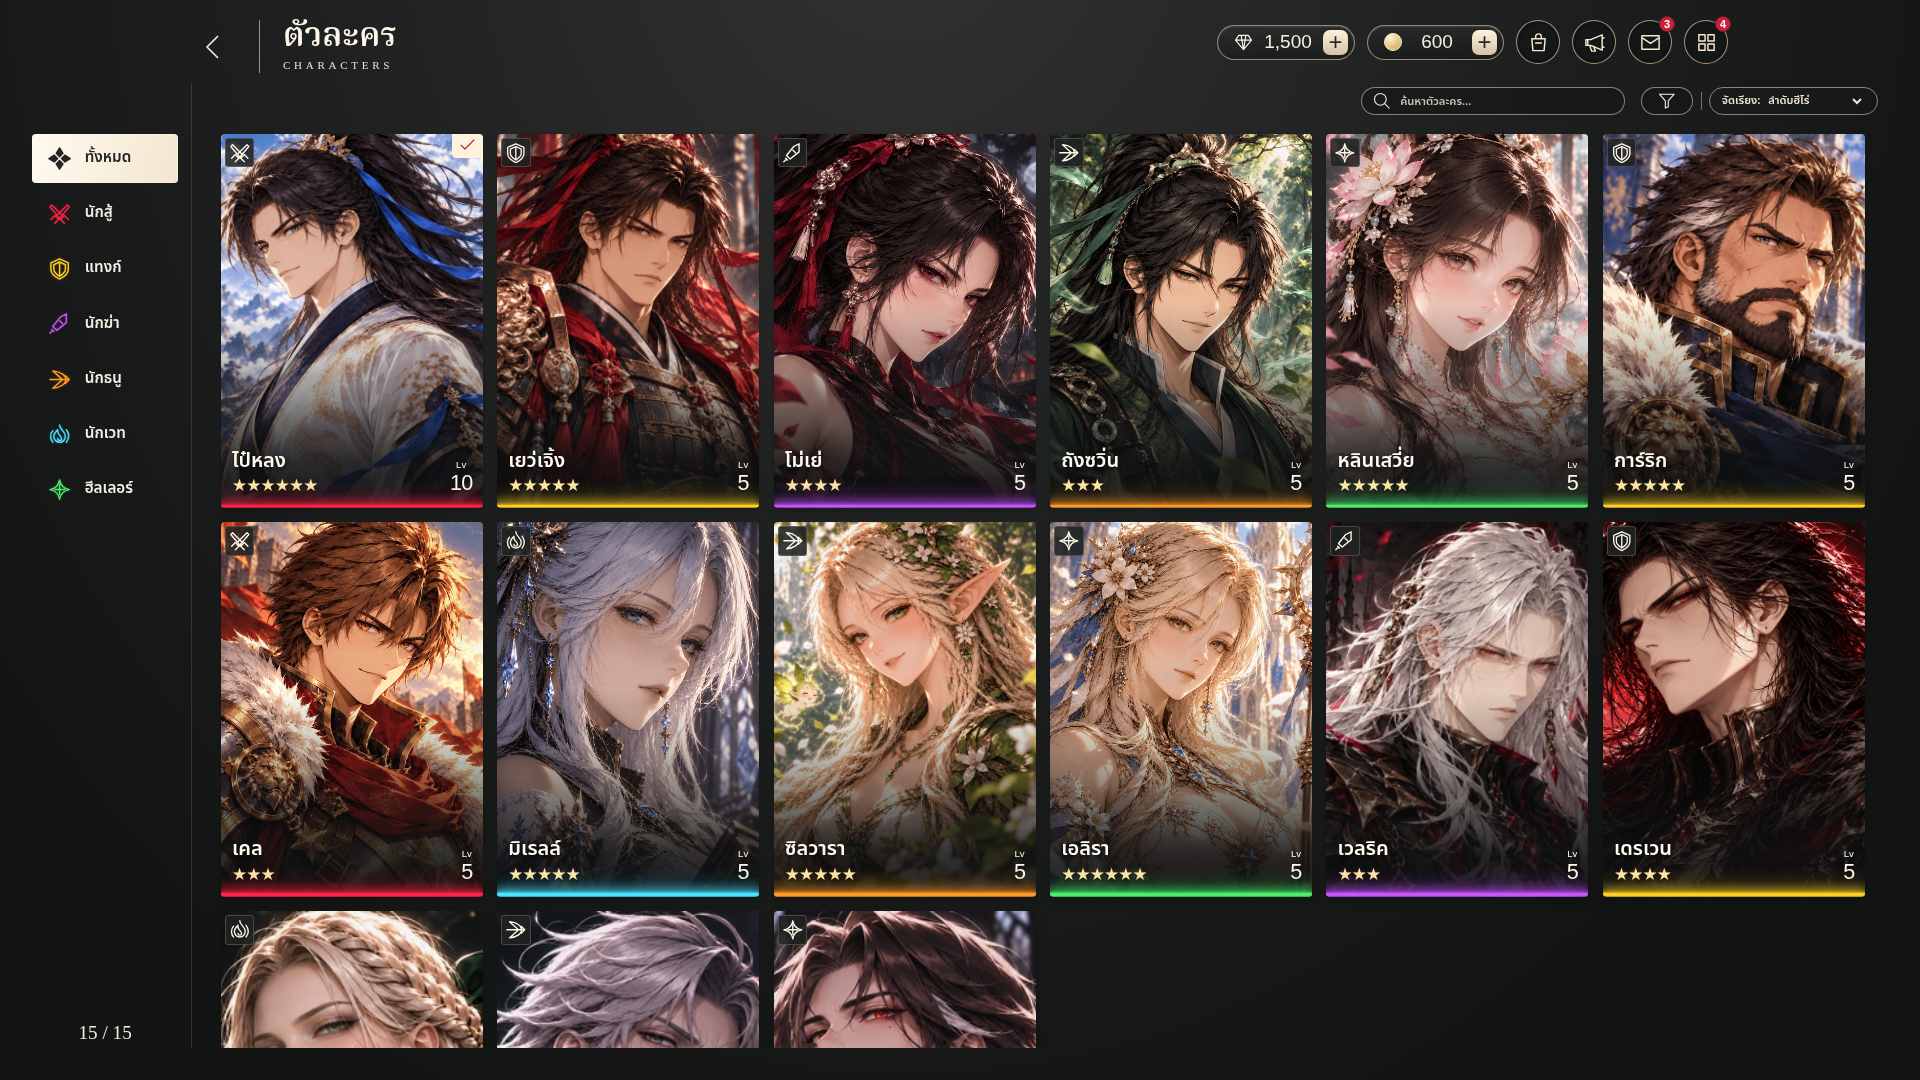 ตัวละคร
CHARACTERS
1,500
600
3
4
ค้นหาตัวละคร...
จัดเรียง: ลำดับฮีโร่
ทั้งหมด
นักสู้
แทงก์
นักฆ่า
นักธนู
นักเวท
ฮีลเลอร์
15 / 15
ไป๋หลง
Lv
10
เยว่เจิ้ง
Lv
5
โม่เย่
Lv
5
ถังซวิ่น
Lv
5
หลินเสวี่ย
Lv
5
การ์ริก
Lv
5
เคล
Lv
5
มิเรลล์
Lv
5
ซิลวารา
Lv
5
เอลิรา
Lv
5
เวลริค
Lv
5
เดรเวน
Lv
5